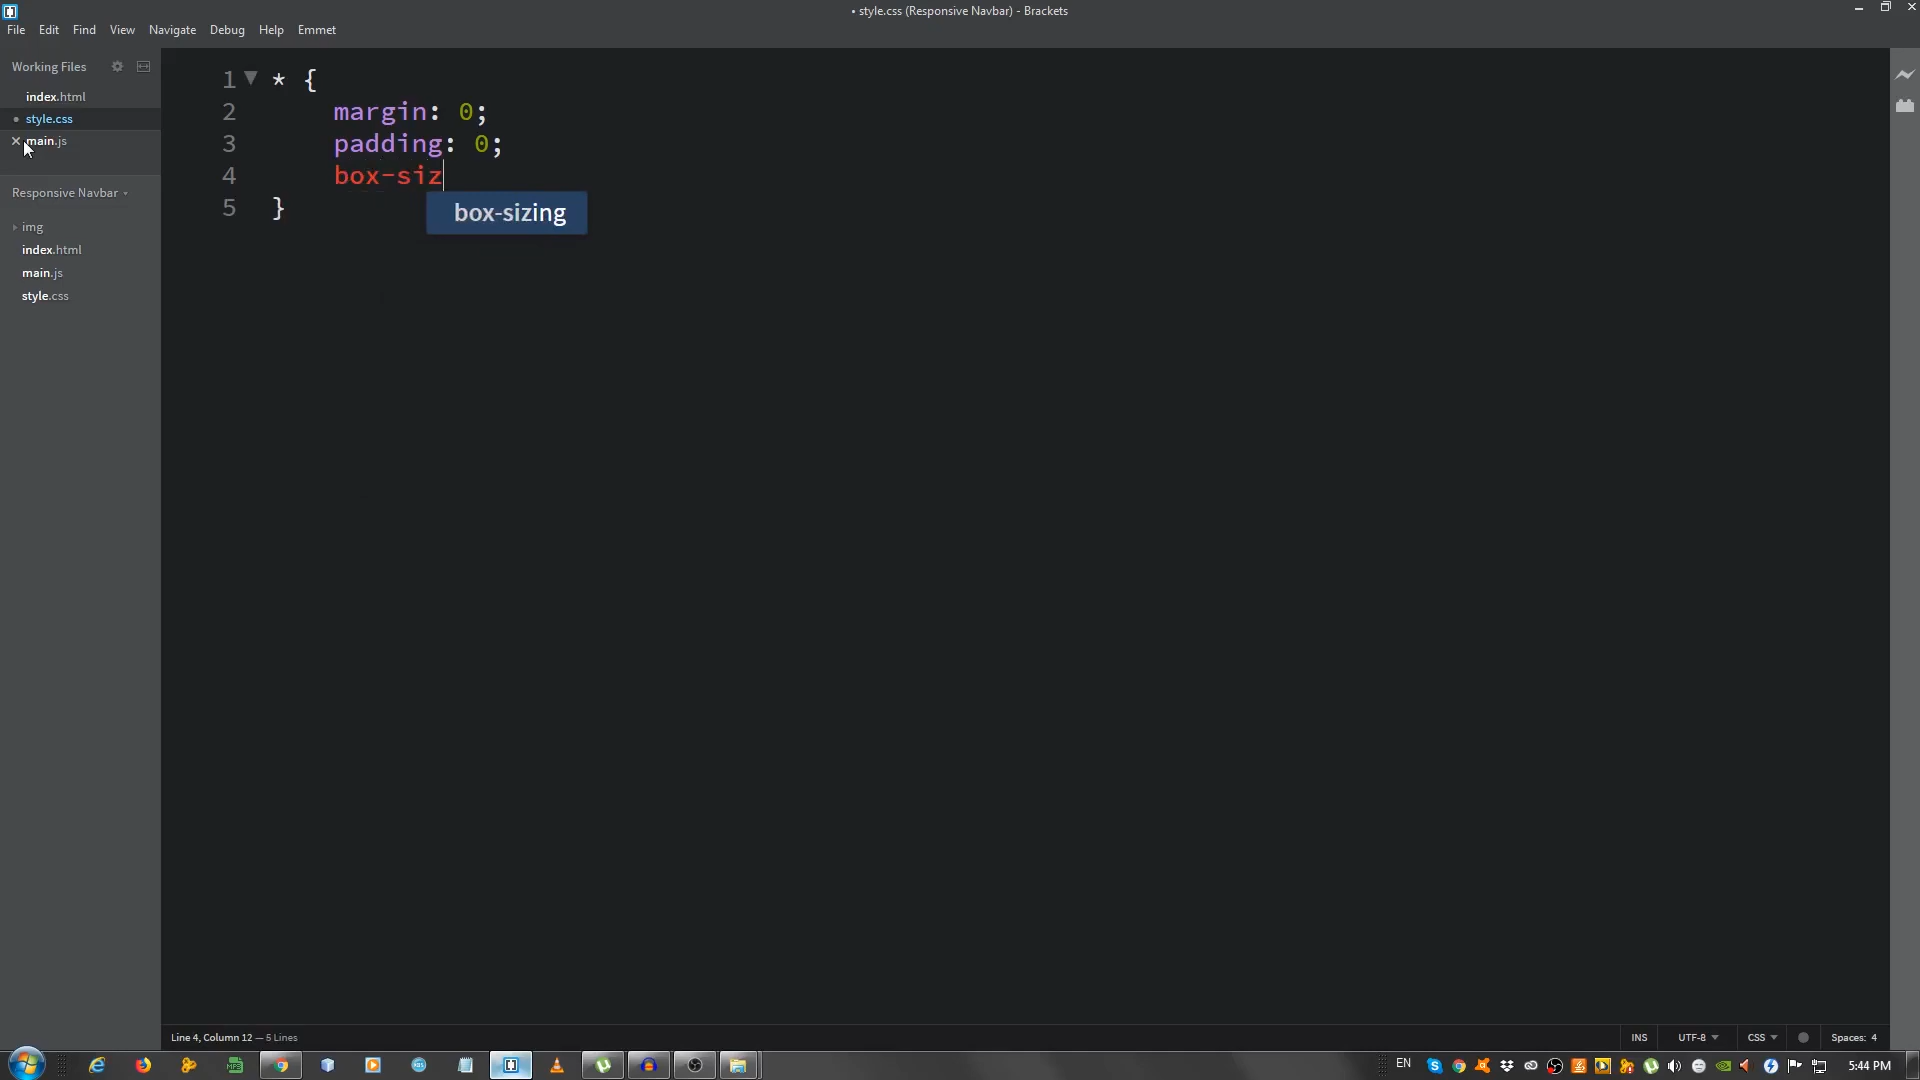 • style.css (Responsive Navbar) - Brackets
File Edit Find View Navigate Debug Help Emmet
Working Files
index.html
style.css
main.js
Responsive Navbar
img
index.html
main.js
style.css
1 * {
2 margin: 0;
3 padding: 0;
4 box-siz
box-sizing
5 }
Line 4, Column 12 — 5 Lines
INS UTF-8 CSS Spaces: 4
EN 5:44 PM